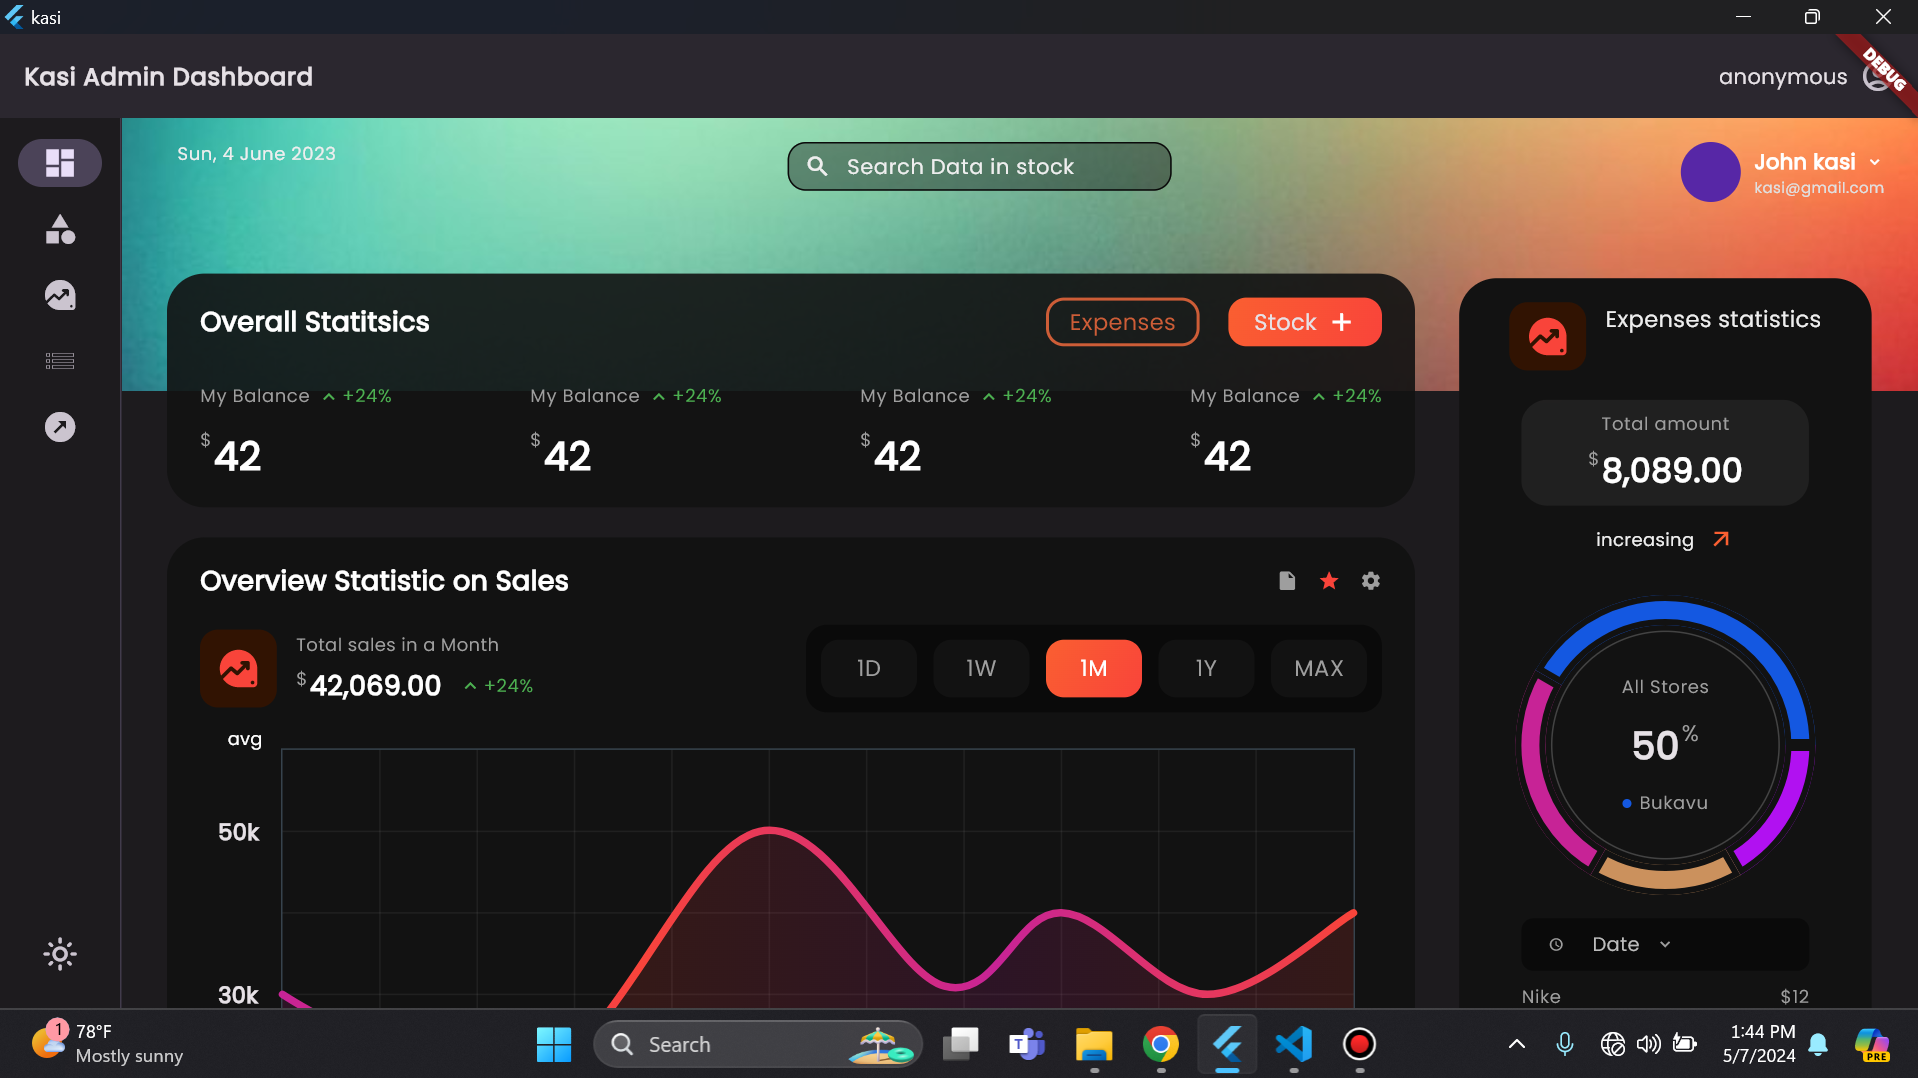 kasi
Kasi Admin Dashboard
anonymous
DEBUG
Sun, 4 June 2023
Search Data in stock
John kasi
kasi@gmail.com
Overall Statitsics
Expenses
Stock +
My Balance +24%
$42
My Balance +24%
$42
My Balance +24%
$42
My Balance +24%
$42
Expenses statistics
Total amount
$8,089.00
increasing
Overview Statistic on Sales
Total sales in a Month
$42,069.00 +24%
1D
1W
1M
1Y
MAX
avg
50k
30k
All Stores
50%
Bukavu
Date
Nike $12
1
78°F
Mostly sunny
Search
T
1:44 PM
5/7/2024
PRE